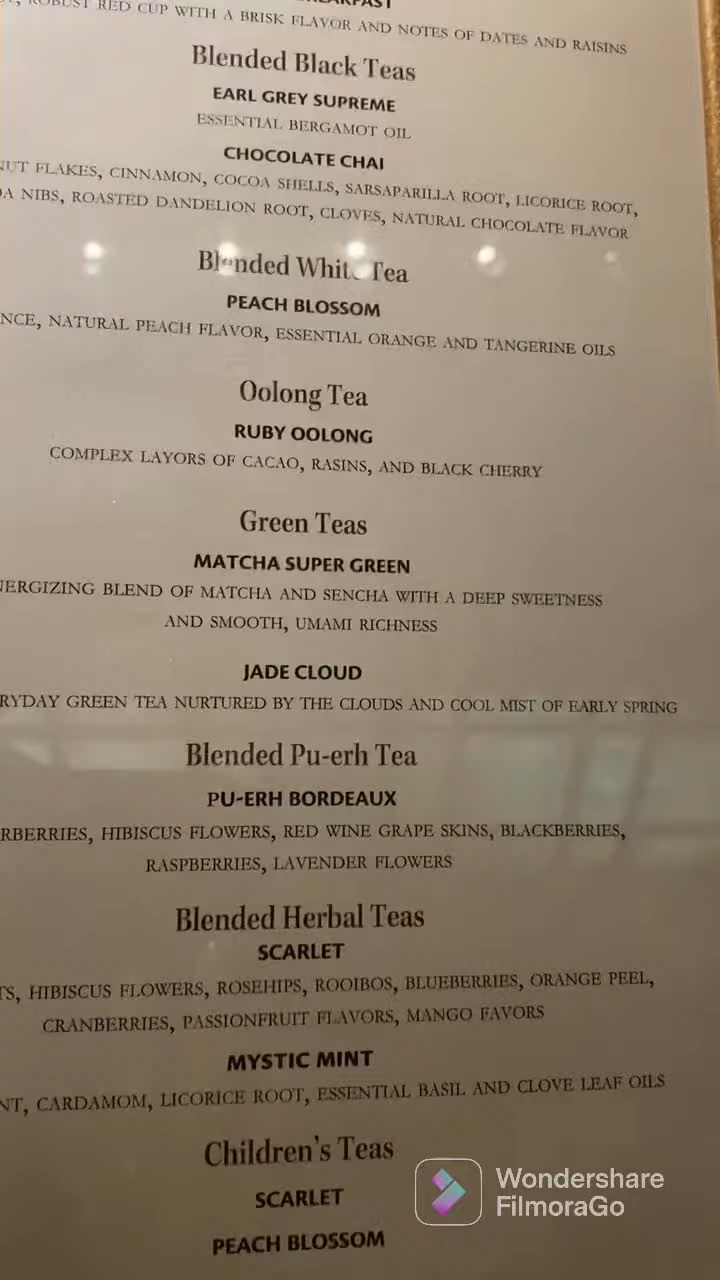 ROBUST RED CUP WITH A BRISK FLAVOR AND NOTES OF DATES AND RAISINS
Blended Black Teas
EARL GREY SUPREME
ESSENTIAL BERGAMOT OIL
CHOCOLATE CHAI
FLAKES, CINNAMON, COCOA SHELLS, SARSAPARILLA ROOT, LICORICE ROOT,
NIBS, ROASTED DANDELION ROOT, CLOVES, NATURAL CHOCOLATE FLAVOR
Blended White Tea
PEACH BLOSSOM
NATURAL PEACH FLAVOR, ESSENTIAL ORANGE AND TANGERINE OILS
Oolong Tea
RUBY OOLONG
COMPLEX LAYORS OF CACAO, RASINS, AND BLACK CHERRY
Green Teas
MATCHA SUPER GREEN
BLEND OF MATCHA AND SENCHA WITH A DEEP SWEETNESS
AND SMOOTH, UMAMI RICHNESS
JADE CLOUD
GREEN TEA NURTURED BY THE CLOUDS AND COOL MIST OF EARLY SPRING
Blended Pu-erh Tea
PU-ERH BORDEAUX
HIBISCUS FLOWERS, RED WINE GRAPE SKINS, BLACKBERRIES,
RASPBERRIES, LAVENDER FLOWERS
Blended Herbal Teas
SCARLET
HIBISCUS FLOWERS, ROSEHIPS, ROOIBOS, BLUEBERRIES, ORANGE PEEL,
CRANBERRIES, PASSIONFRUIT FLAVORS, MANGO FAVORS
MYSTIC MINT
CARDAMOM, LICORICE ROOT, ESSENTIAL BASIL AND CLOVE LEAF OILS
Children's Teas
SCARLET
PEACH BLOSSOM
Wondershare
FilmoraGo